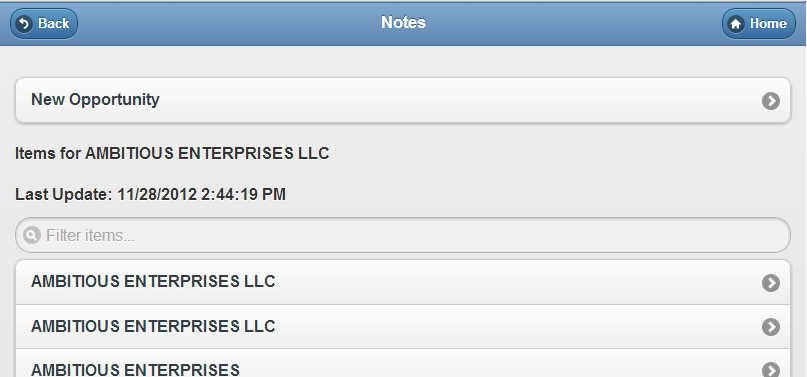 Back
Notes
Home
New Opportunity
Items for AMBITIOUS ENTERPRISES LLC
Last Update: 11/28/2012 2:44:19 PM
Filter items...
AMBITIOUS ENTERPRISES LLC
AMBITIOUS ENTERPRISES LLC
AMBITIOUS ENTERPRISES